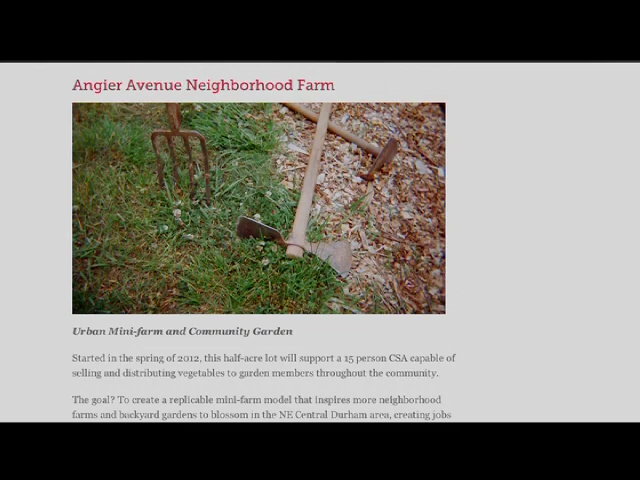 Angier Avenue Neighborhood Farm
Urban Mini-farm and Community Garden
Started in the spring of 2012, this half-acre lot will support a 15 person CSA capable of
selling and distributing vegetables to garden members throughout the community.
The goal? To create a replicable mini-farm model that inspires more neighborhood
farms and backyard gardens to blossom in the NE Central Durham area, creating jobs